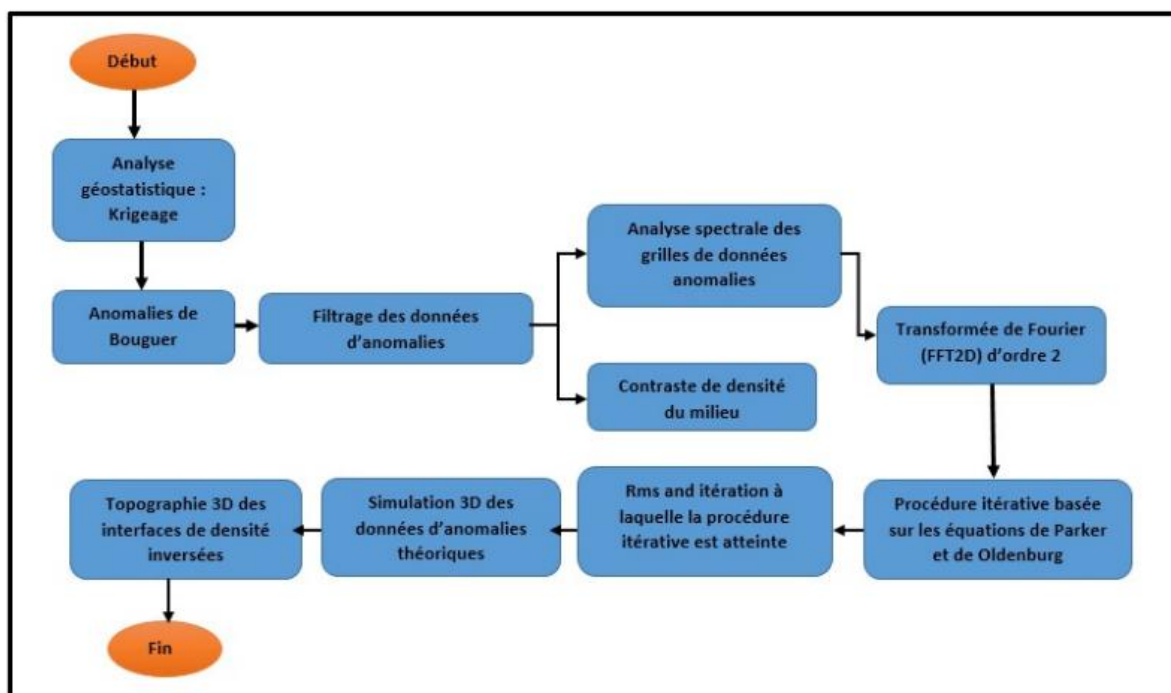 Début
Analyse
géostatistique :
Krigeage
Anomalies de
Bouguer
Filtrage des données
d’anomalies
Analyse spectrale des
grilles de données
anomalies
Contraste de densité
du milieu
Transformée de Fourier
(FFT2D) d’ordre 2
Procédure itérative basée
sur les équations de Parker
et de Oldenburg
Rms and itération à
laquelle la procédure
itérative est atteinte
Simulation 3D des
données d’anomalies
théoriques
Topographie 3D des
interfaces de densité
inversées
Fin